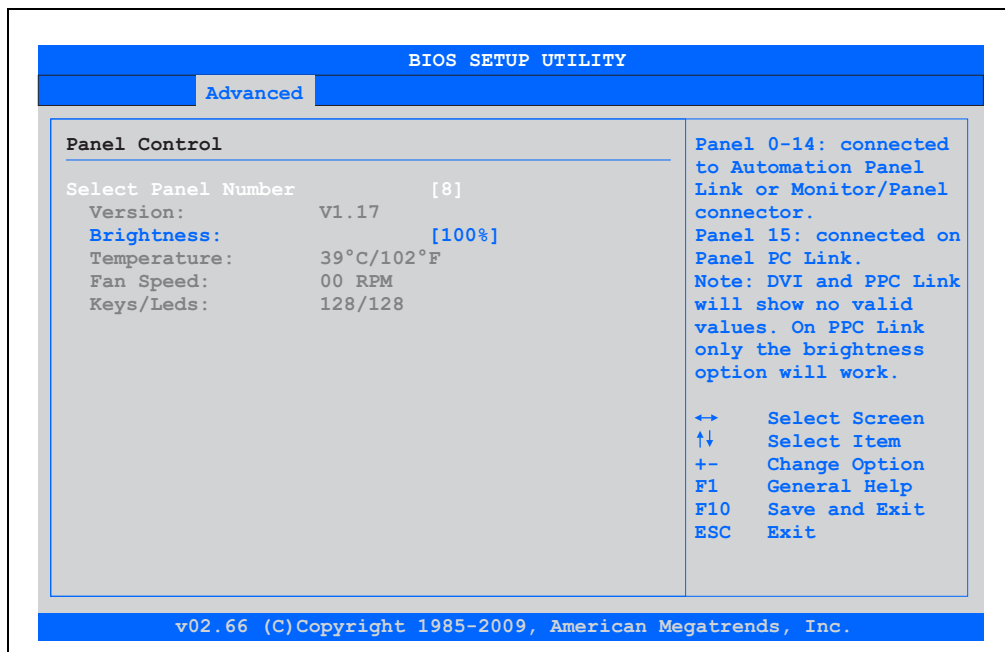 BIOS SETUP UTILITY
Advanced
Panel Control
Select Panel Number [8]
Version: V1.17
Brightness: [100%]
Temperature: 39°C/102°F
Fan Speed: 00 RPM
Keys/Leds: 128/128
Panel 0-14: connected
to Automation Panel
Link or Monitor/Panel
connector.
Panel 15: connected on
Panel PC Link.
Note: DVI and PPC Link
will show no valid
values. On PPC Link
only the brightness
option will work.
←→ Select Screen
↑↓ Select Item
+- Change Option
F1 General Help
F10 Save and Exit
ESC Exit
v02.66 (C)Copyright 1985-2009, American Megatrends, Inc.